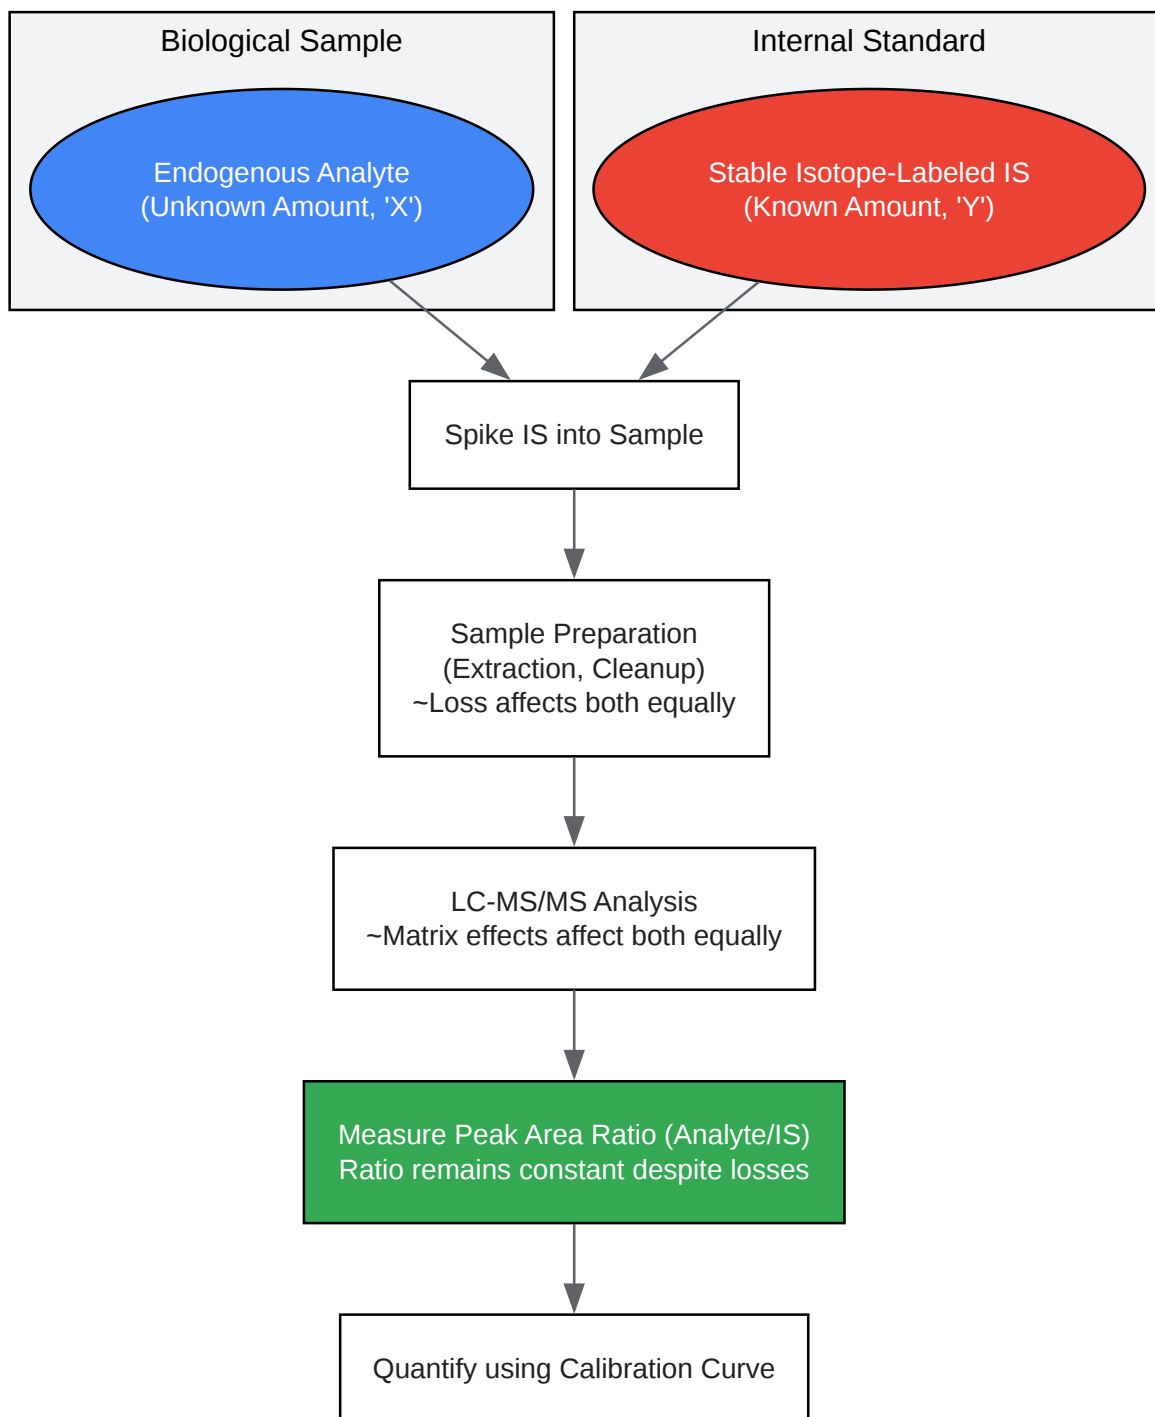 Biological Sample
Internal Standard
Endogenous Analyte
(Unknown Amount, 'X')
Stable Isotope-Labeled IS
(Known Amount, 'Y')
Spike IS into Sample
Sample Preparation
(Extraction, Cleanup)
~Loss affects both equally
LC-MS/MS Analysis
~Matrix effects affect both equally
Measure Peak Area Ratio (Analyte/IS)
Ratio remains constant despite losses
Quantify using Calibration Curve